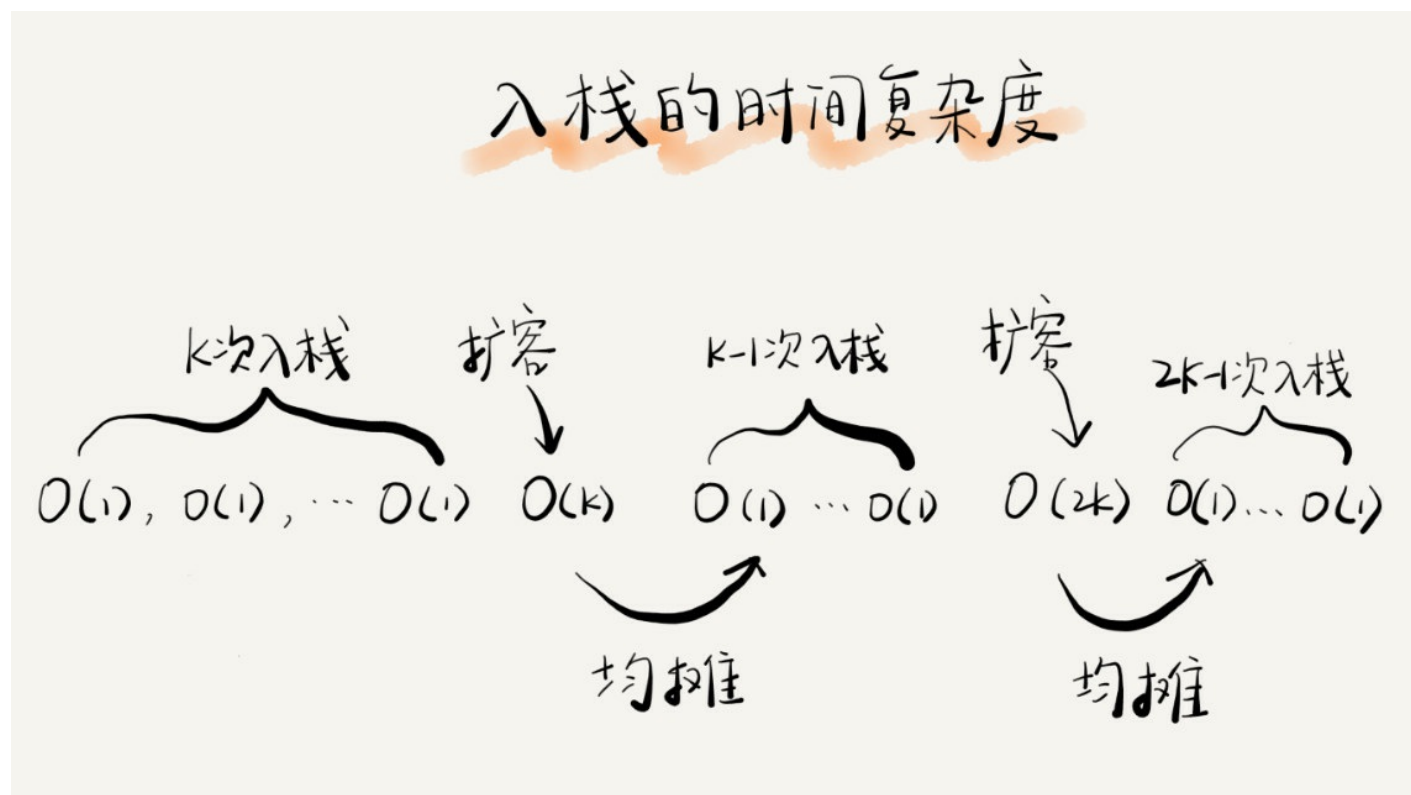 入栈的时间复杂度
K次入栈 扩容 K-1次入栈 扩容 2K-1次入栈
O(1), O(1), ... O(1) O(K) O(1) ... O(1) O(2K) O(1)... O(1)
均摊 均摊